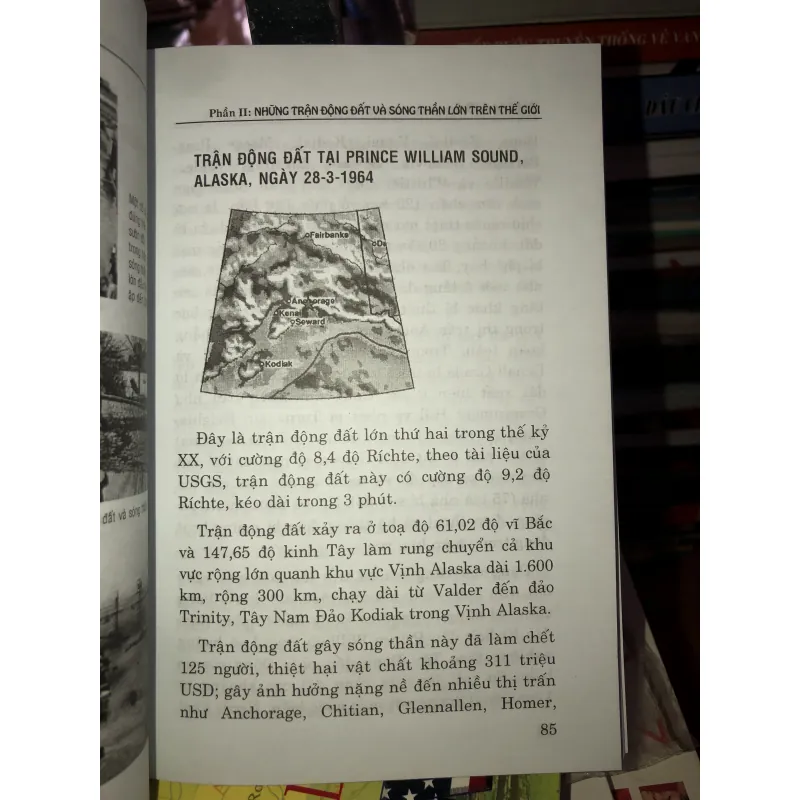 TRUYỀN THỐNG VỀ VẠN
Phần II: NHỮNG TRẬN ĐỘNG ĐẤT VÀ SÓNG THẦN LỚN TRÊN THẾ GIỚI
TRẬN ĐỘNG ĐẤT TẠI PRINCE WILLIAM SOUND,
ALASKA, NGÀY 28-3-1964
Fairbanks
Anchorage
Kenai
Seward
Kodiak
Đây là trận động đất lớn thứ hai trong thế kỷ
XX, với cường độ 8,4 độ Ríchte, theo tài liệu của
USGS, trận động đất này có cường độ 9,2 độ
Ríchte, kéo dài trong 3 phút.
Trận động đất xảy ra ở toạ độ 61,02 độ vĩ Bắc
và 147,65 độ kinh Tây làm rung chuyển cả khu
vực rộng lớn quanh khu vực Vịnh Alaska dài 1.600
km, rộng 300 km, chạy dài từ Valder đến đảo
Trinity, Tây Nam Đảo Kodiak trong Vịnh Alaska.
Trận động đất gây sóng thần này đã làm chết
125 người, thiệt hại vật chất khoảng 311 triệu
USD; gây ảnh hưởng nặng nề đến nhiều thị trấn
như Anchorage, Chitian, Glennallen, Homer,
85
đất và sóng